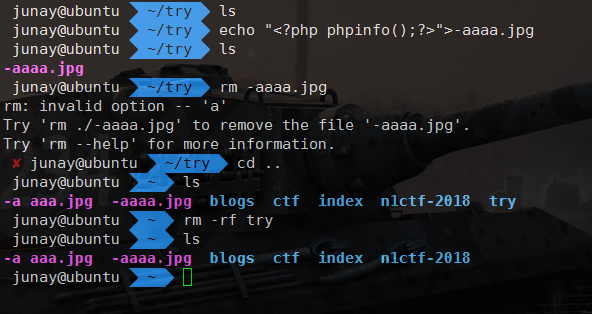 junay@ubuntu ~/try ls
junay@ubuntu ~/try echo "<?php phpinfo();?>">-aaaa.jpg
junay@ubuntu ~/try ls
-aaaa.jpg
junay@ubuntu ~/try rm -aaaa.jpg
rm: invalid option -- 'a'
Try 'rm ./-aaaa.jpg' to remove the file '-aaaa.jpg'.
Try 'rm --help' for more information.
✘ junay@ubuntu ~/try cd ..
junay@ubuntu ~ ls
-a aaa.jpg -aaaa.jpg blogs ctf index n1ctf-2018 try
junay@ubuntu ~ rm -rf try
junay@ubuntu ~ ls
-a aaa.jpg -aaaa.jpg blogs ctf index n1ctf-2018
junay@ubuntu ~